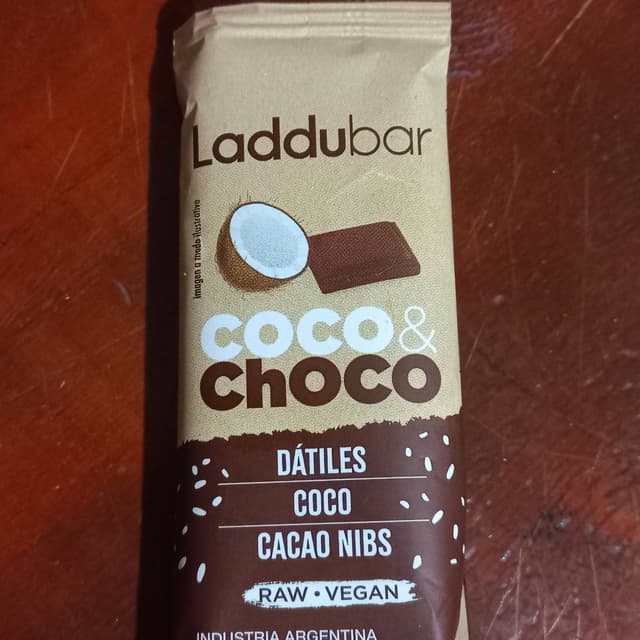 Laddubar
imagen a modo ilustrativo
coco &
choco
DÁTILES
COCO
CACAO NIBS
RAW • VEGAN
INDUSTRIA ARGENTINA